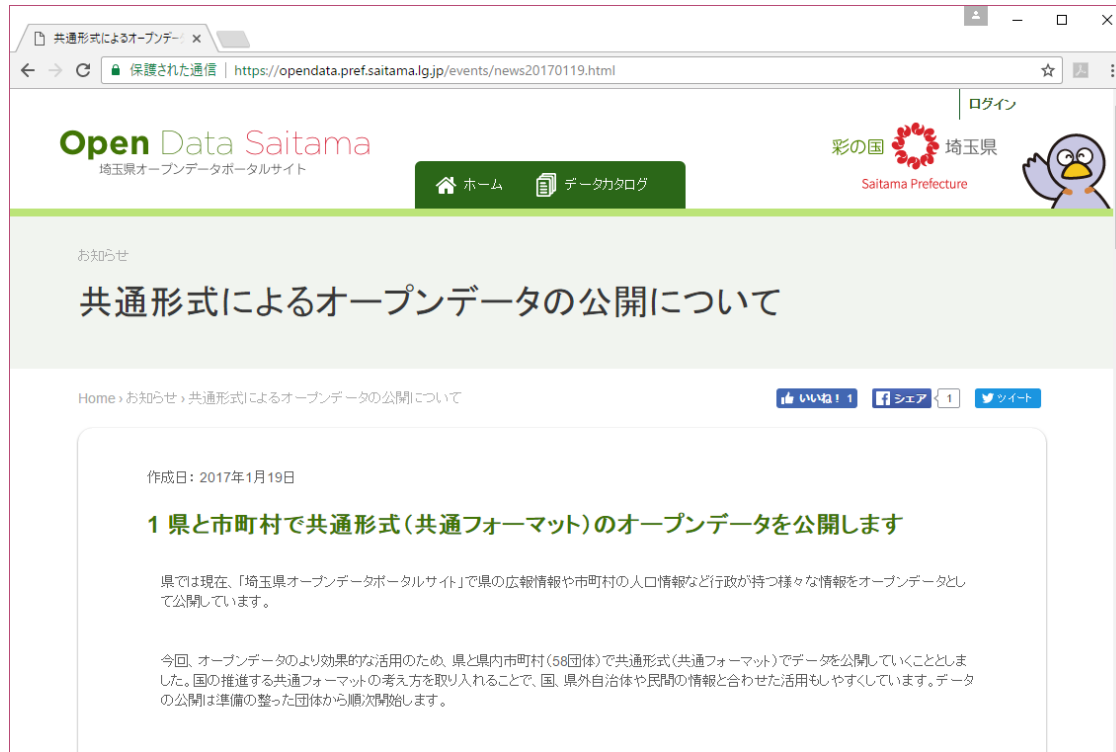 共通形式によるオープンデー
保護された通信 | https://opendata.pref.saitama.lg.jp/events/news20170119.html
ログイン
Open Data Saitama
埼玉県オープンデータポータルサイト
ホーム
データカタログ
彩の国 埼玉県
Saitama Prefecture
お知らせ
共通形式によるオープンデータの公開について
Home › お知らせ › 共通形式によるオープンデータの公開について
いいね! 1
シェア 1
ツイート
作成日: 2017年1月19日
1 県と市町村で共通形式(共通フォーマット)のオープンデータを公開します
県では現在、「埼玉県オープンデータポータルサイト」で県の広報情報や市町村の人口情報など行政が持つ様々な情報をオープンデータとし
て公開しています。
今回、オープンデータのより効果的な活用のため、県と県内市町村(58団体)で共通形式(共通フォーマット)でデータを公開していくこととしま
した。国の推進する共通フォーマットの考え方を取り入れることで、国、県外自治体や民間の情報と合わせた活用もしやすくしています。データ
の公開は準備の整った団体から順次開始します。